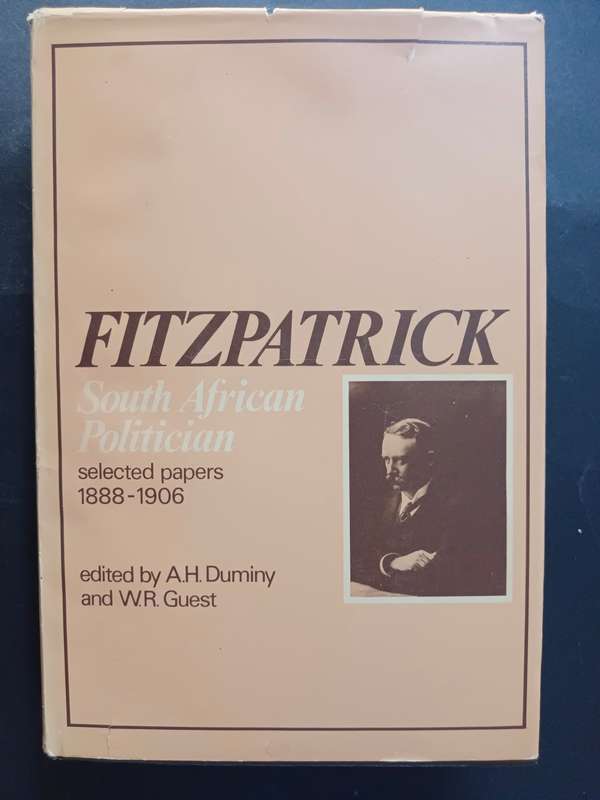 FITZPATRICK
South African
Politician
selected papers
1888-1906
edited by A.H. Duminy
and W.R. Guest